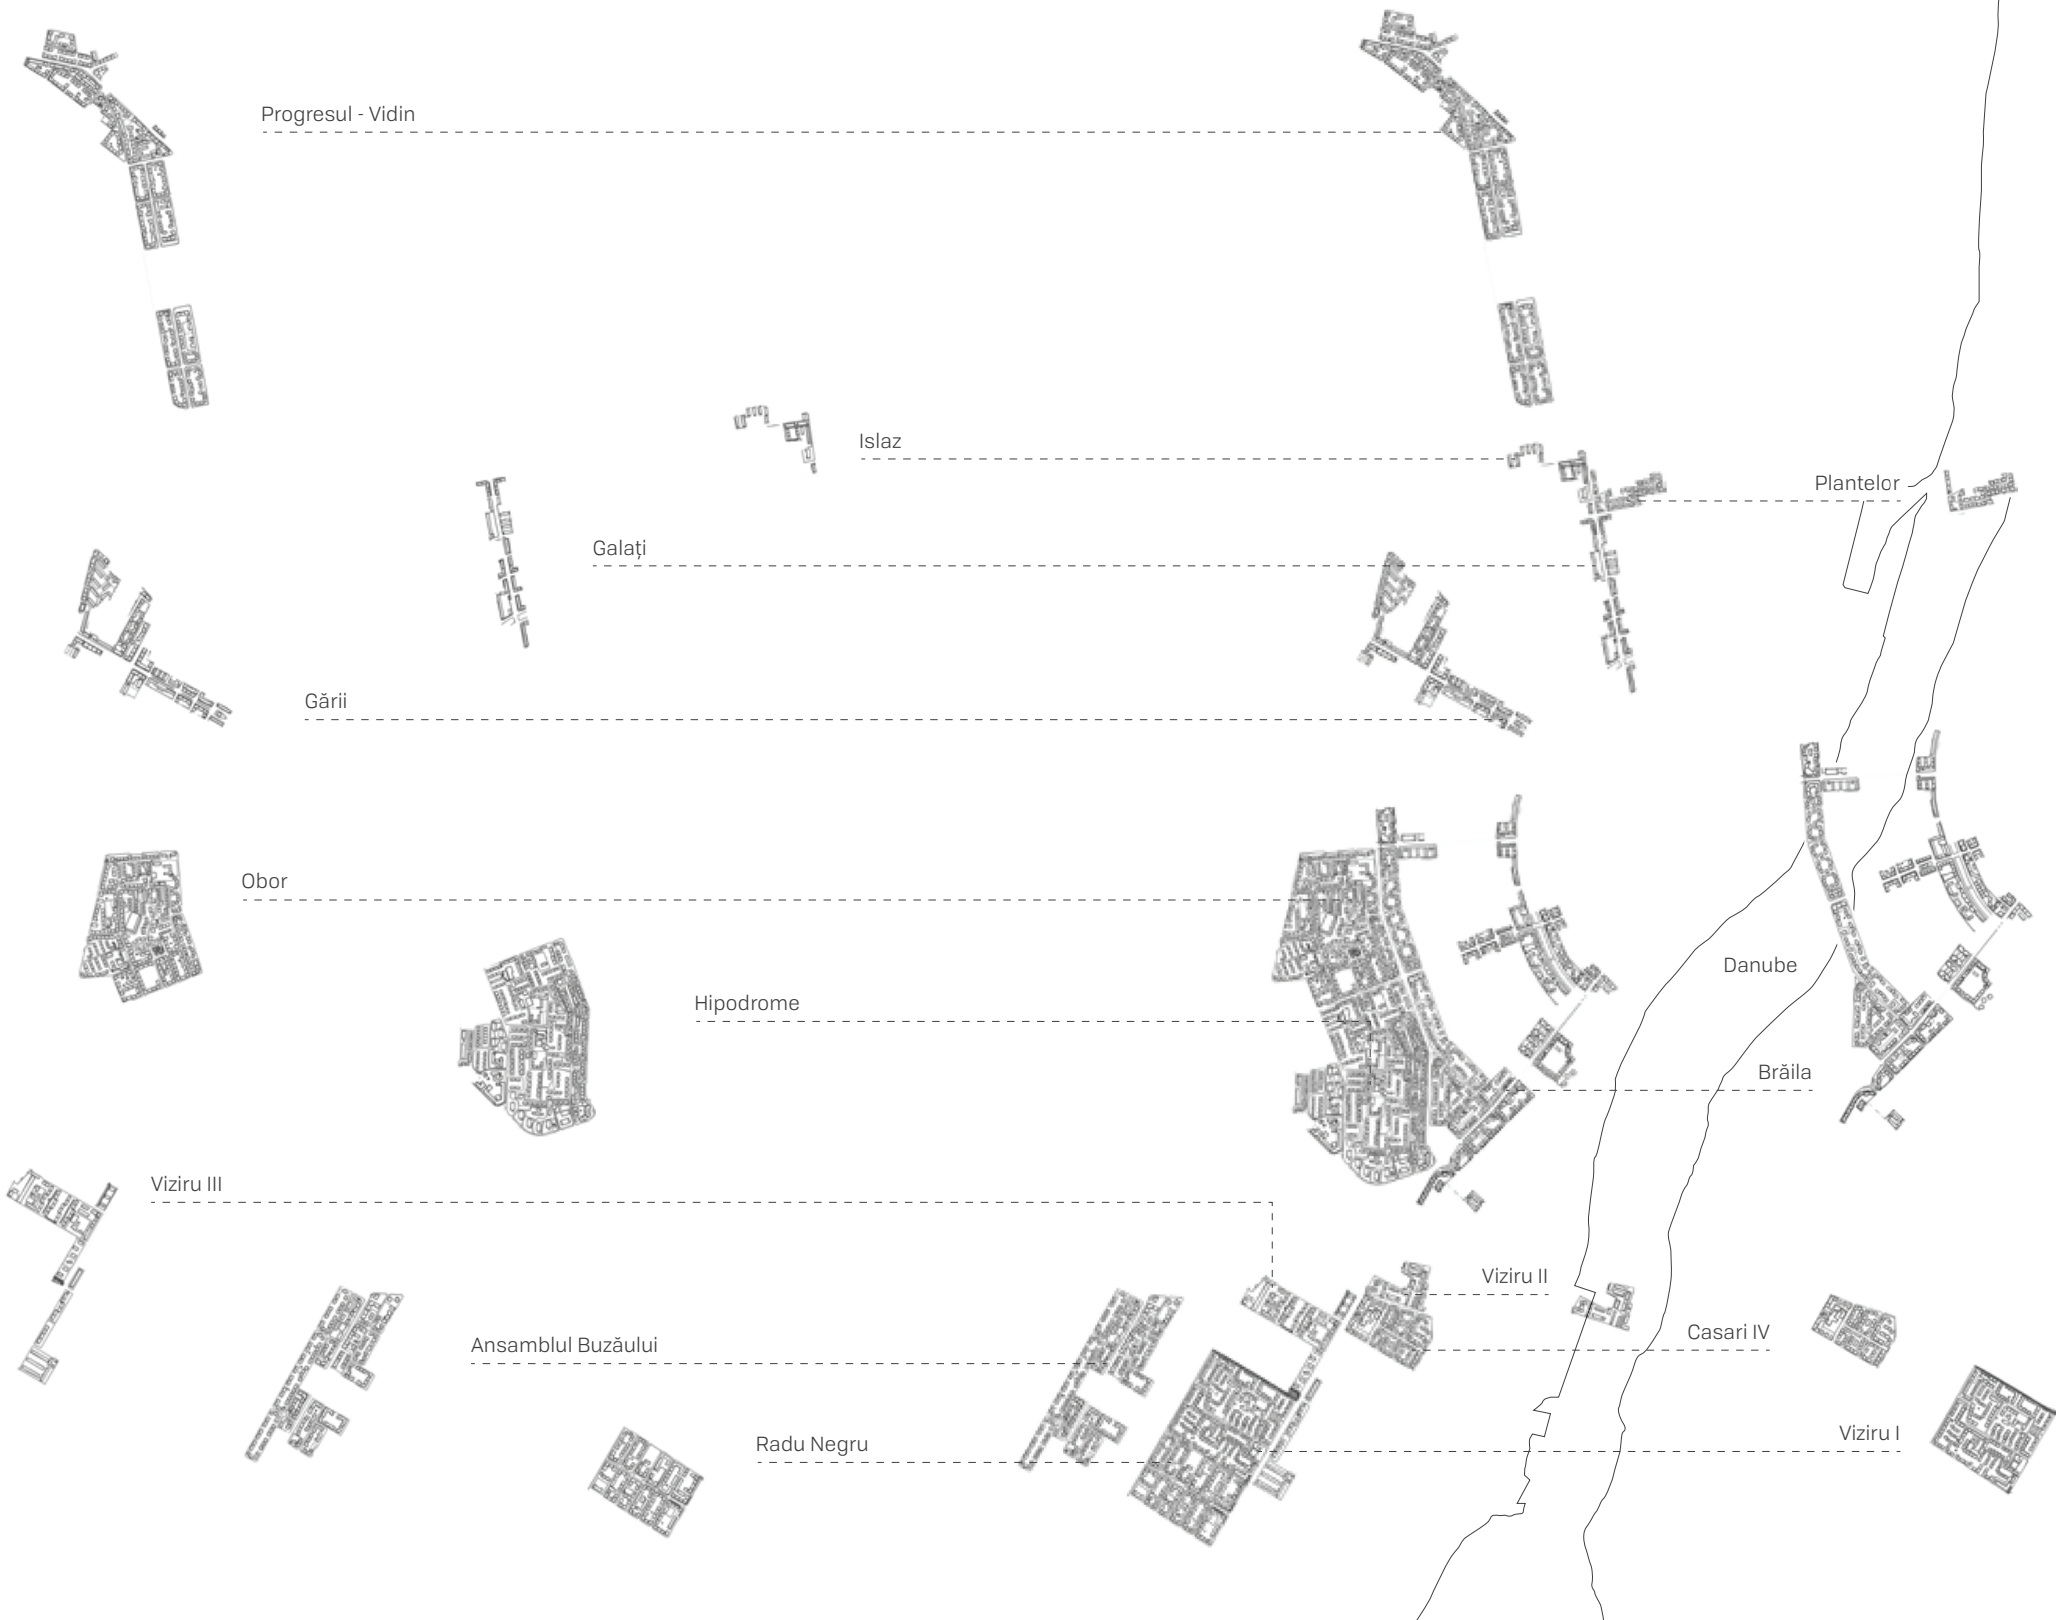 Progresul - Vidin
Islaz
Plantelor
Galați
Gării
Obor
Danube
Hipodrome
Brăila
Viziru III
Viziru II
Casari IV
Ansamblul Buzăului
Viziru I
Radu Negru